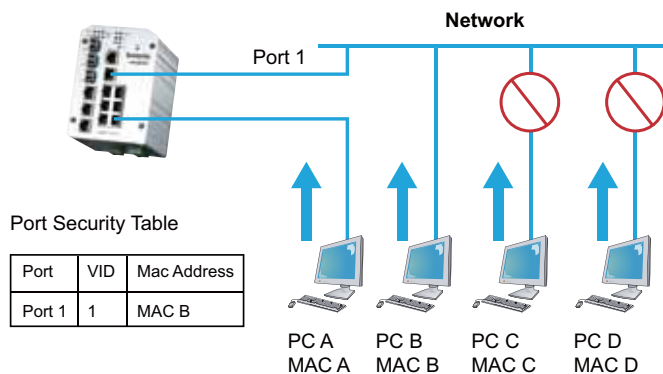 Network
Port 1
Port Security Table
Port VID Mac Address
Port 1 1 MAC B
PC A PC B PC C PC D
MAC A MAC B MAC C MAC D